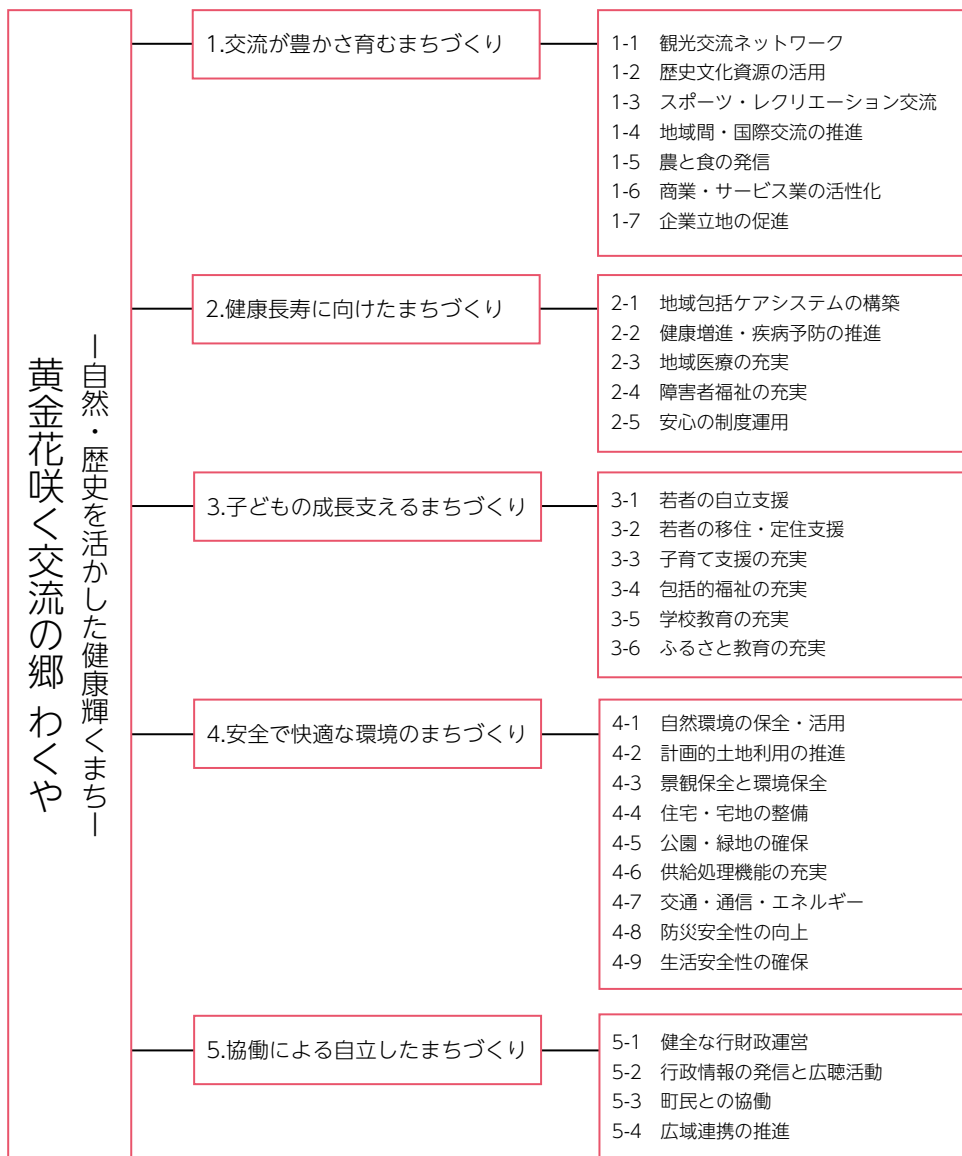 ―自然・歴史を活かした健康輝くまち―
黄金花咲く交流の郷 わくや
1.交流が豊かさ育むまちづくり
1-1 観光交流ネットワーク
1-2 歴史文化資源の活用
1-3 スポーツ・レクリエーション交流
1-4 地域間・国際交流の推進
1-5 農と食の発信
1-6 商業・サービス業の活性化
1-7 企業立地の促進
2.健康長寿に向けたまちづくり
2-1 地域包括ケアシステムの構築
2-2 健康増進・疾病予防の推進
2-3 地域医療の充実
2-4 障害者福祉の充実
2-5 安心の制度運用
3.子どもの成長支えるまちづくり
3-1 若者の自立支援
3-2 若者の移住・定住支援
3-3 子育て支援の充実
3-4 包括的福祉の充実
3-5 学校教育の充実
3-6 ふるさと教育の充実
4.安全で快適な環境のまちづくり
4-1 自然環境の保全・活用
4-2 計画的土地利用の推進
4-3 景観保全と環境保全
4-4 住宅・宅地の整備
4-5 公園・緑地の確保
4-6 供給処理機能の充実
4-7 交通・通信・エネルギー
4-8 防災安全性の向上
4-9 生活安全性の確保
5.協働による自立したまちづくり
5-1 健全な行財政運営
5-2 行政情報の発信と広聴活動
5-3 町民との協働
5-4 広域連携の推進